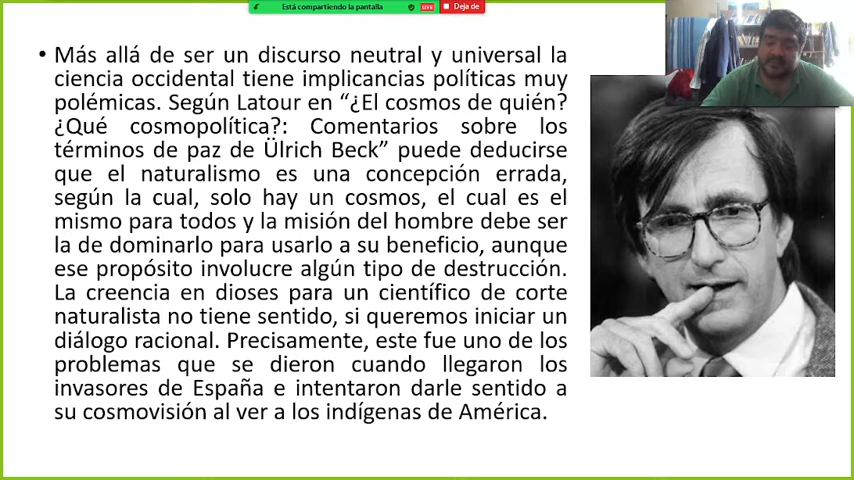 Está compartiendo la pantalla LIVE Deja de
• Más allá de ser un discurso neutral y universal la
ciencia occidental tiene implicancias políticas muy
polémicas. Según Latour en “¿El cosmos de quién?
¿Qué cosmopolítica?: Comentarios sobre los
términos de paz de Ülrich Beck” puede deducirse
que el naturalismo es una concepción errada,
según la cual, solo hay un cosmos, el cual es el
mismo para todos y la misión del hombre debe ser
la de dominarlo para usarlo a su beneficio, aunque
ese propósito involucre algún tipo de destrucción.
La creencia en dioses para un científico de corte
naturalista no tiene sentido, si queremos iniciar un
diálogo racional. Precisamente, este fue uno de los
problemas que se dieron cuando llegaron los
invasores de España e intentaron darle sentido a
su cosmovisión al ver a los indígenas de América.